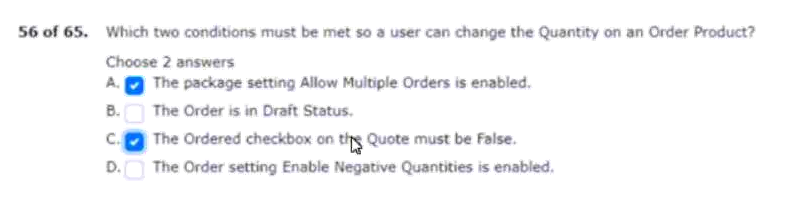 56 of 65. Which two conditions must be met so a user can change the Quantity on an Order Product?
Choose 2 answers
A. The package setting Allow Multiple Orders is enabled.
B. The Order is in Draft Status.
C. The Ordered checkbox on the Quote must be False.
D. The Order setting Enable Negative Quantities is enabled.